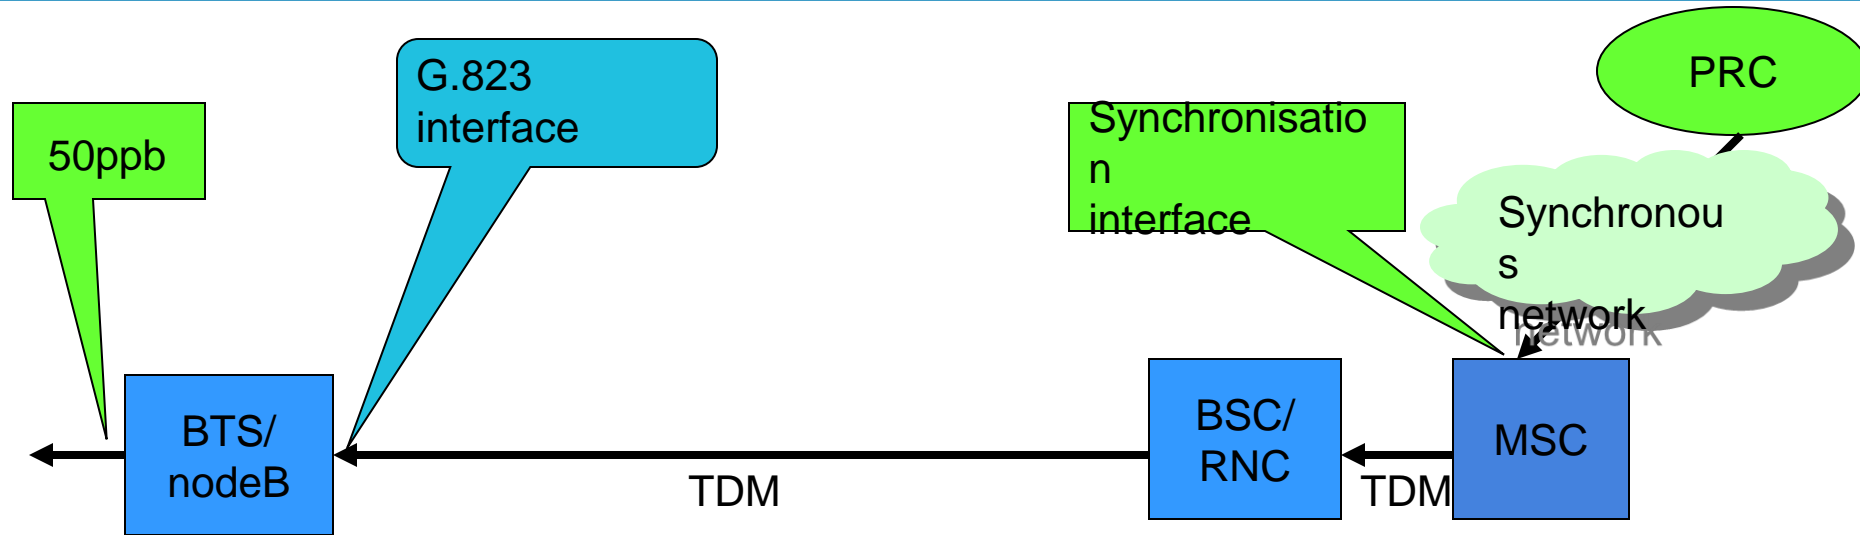 PRC
G.823
interface
50ppb
Synchronisatio
n
interface
Synchronou
s
network
BTS/
nodeB
TDM
BSC/
RNC
TDM
MSC